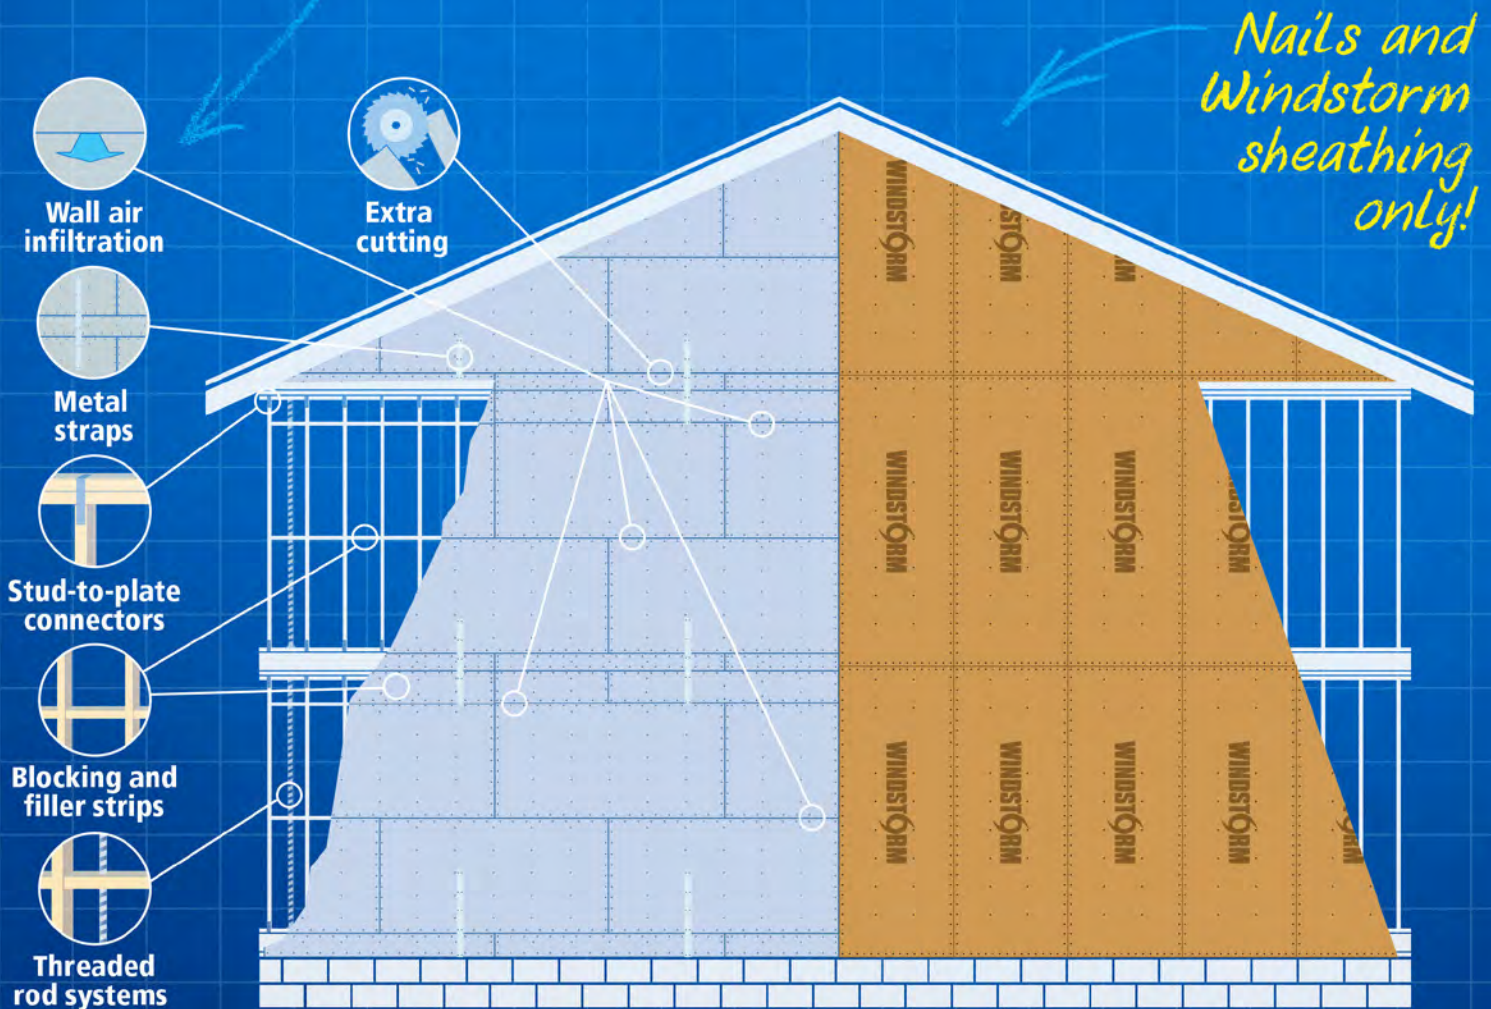 Nails and
Windstorm
sheathing
only!
Wall air
infiltration
Extra
cutting
Metal
straps
Stud-to-plate
connectors
Blocking and
filler strips
Threaded
rod systems
WINDSTORM
WINDSTORM
WINDSTORM
WINDSTORM
WINDSTORM
WINDSTORM
WINDSTORM
WINDSTORM